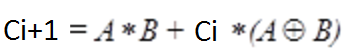 Ci+1 = A * B + Ci *(A ⊕ B)